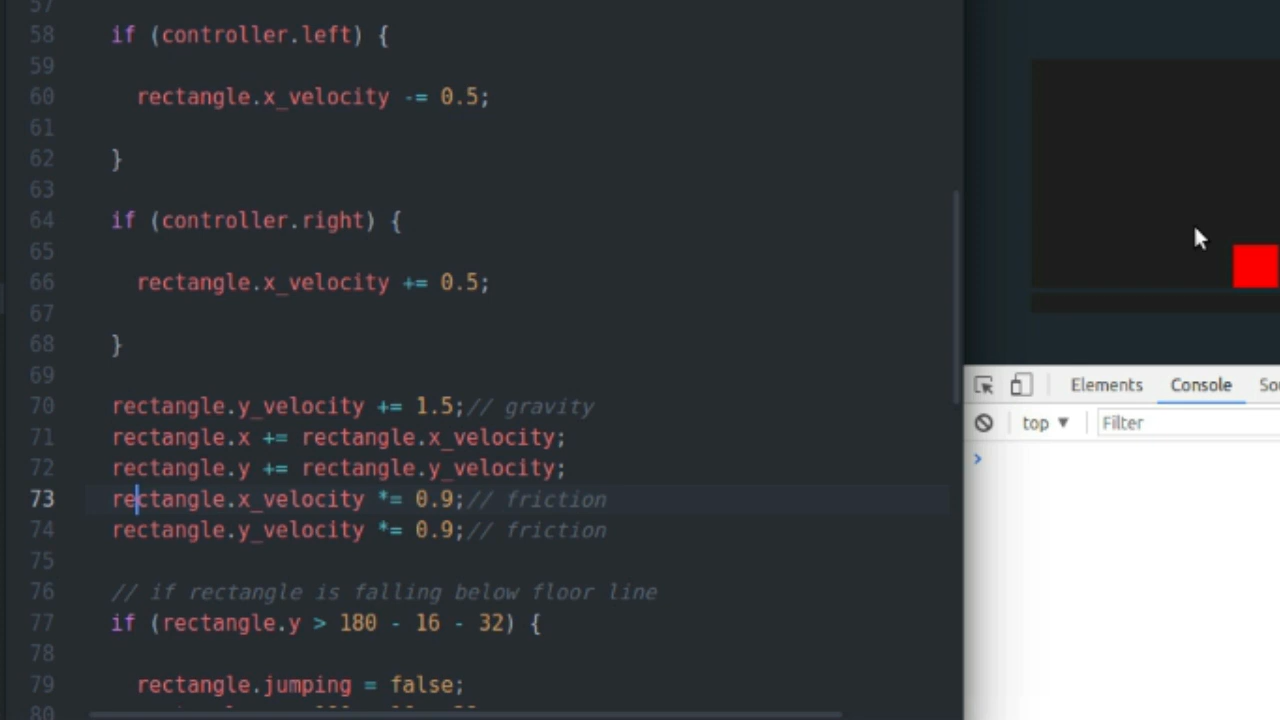 57
58 if (controller.left) {
59
60 rectangle.x_velocity -= 0.5;
61
62 }
63
64 if (controller.right) {
65
66 rectangle.x_velocity += 0.5;
67
68 }
69
70 rectangle.y_velocity += 1.5;// gravity
71 rectangle.x += rectangle.x_velocity;
72 rectangle.y += rectangle.y_velocity;
73 rectangle.x_velocity *= 0.9;// friction
74 rectangle.y_velocity *= 0.9;// friction
75
76 // if rectangle is falling below floor line
77 if (rectangle.y > 180 - 16 - 32) {
78
79 rectangle.jumping = false;
80
Elements Console So
top ▼ Filter
›